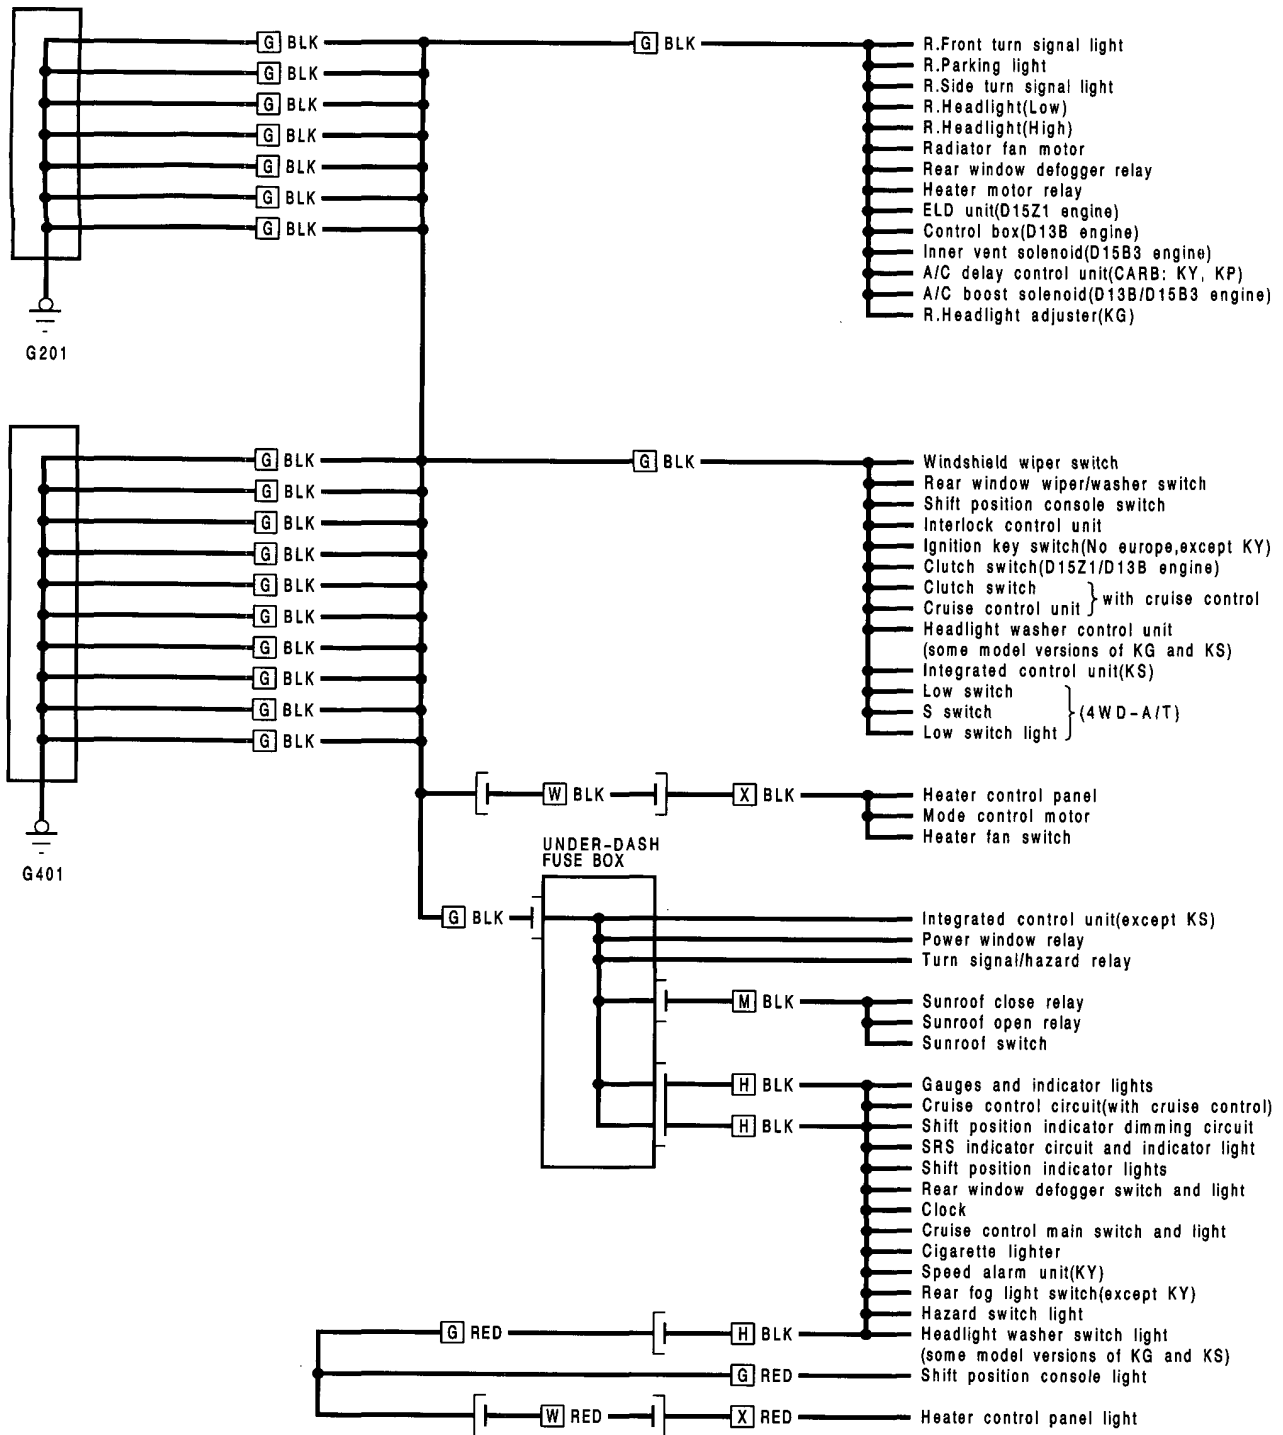 G BLK G BLK R.Front turn signal light
R.Parking light
G BLK
R.Side turn signal light
G BLK
R.Headlight(Low)
G BLK
R.Headlight(High)
Radiator fan motor
G BLK
Rear window defogger relay
Heater motor relay
G BLK
ELD unit(D15Z1 engine)
G BLK
Control box(D13B engine)
Inner vent solenoid(D15B3 engine)
A/C delay control unit(CARB: KY, KP)
A/C boost solenoid(D13B/D15B3 engine)
R.Headlight adjuster(KG)
G201
G BLK G BLK Windshield wiper switch
Rear window wiper/washer switch
G BLK
Shift position console switch
G BLK
Interlock control unit
Ignition key switch(No europe,except KY)
G BLK
Clutch switch(D15Z1/D13B engine)
G BLK
Clutch switch
with cruise control
Cruise control unit
G BLK
Headlight washer control unit
G BLK
(some model versions of KG and KS)
Integrated control unit(KS)
G BLK
Low switch
G BLK
S switch (4WD-A/T)
Low switch light
G BLK
W BLK X BLK Heater control panel
Mode control motor
Heater fan switch
G401
UNDER-DASH
FUSE BOX
G BLK Integrated control unit(except KS)
Power window relay
Turn signal/hazard relay
M BLK Sunroof close relay
Sunroof open relay
Sunroof switch
H BLK Gauges and indicator lights
Cruise control circuit(with cruise control)
H BLK Shift position indicator dimming circuit
SRS indicator circuit and indicator light
Shift position indicator lights
Rear window defogger switch and light
Clock
Cruise control main switch and light
Cigarette lighter
Speed alarm unit(KY)
Rear fog light switch(except KY)
Hazard switch light
G RED H BLK Headlight washer switch light
(some model versions of KG and KS)
G RED Shift position console light
W RED X RED Heater control panel light